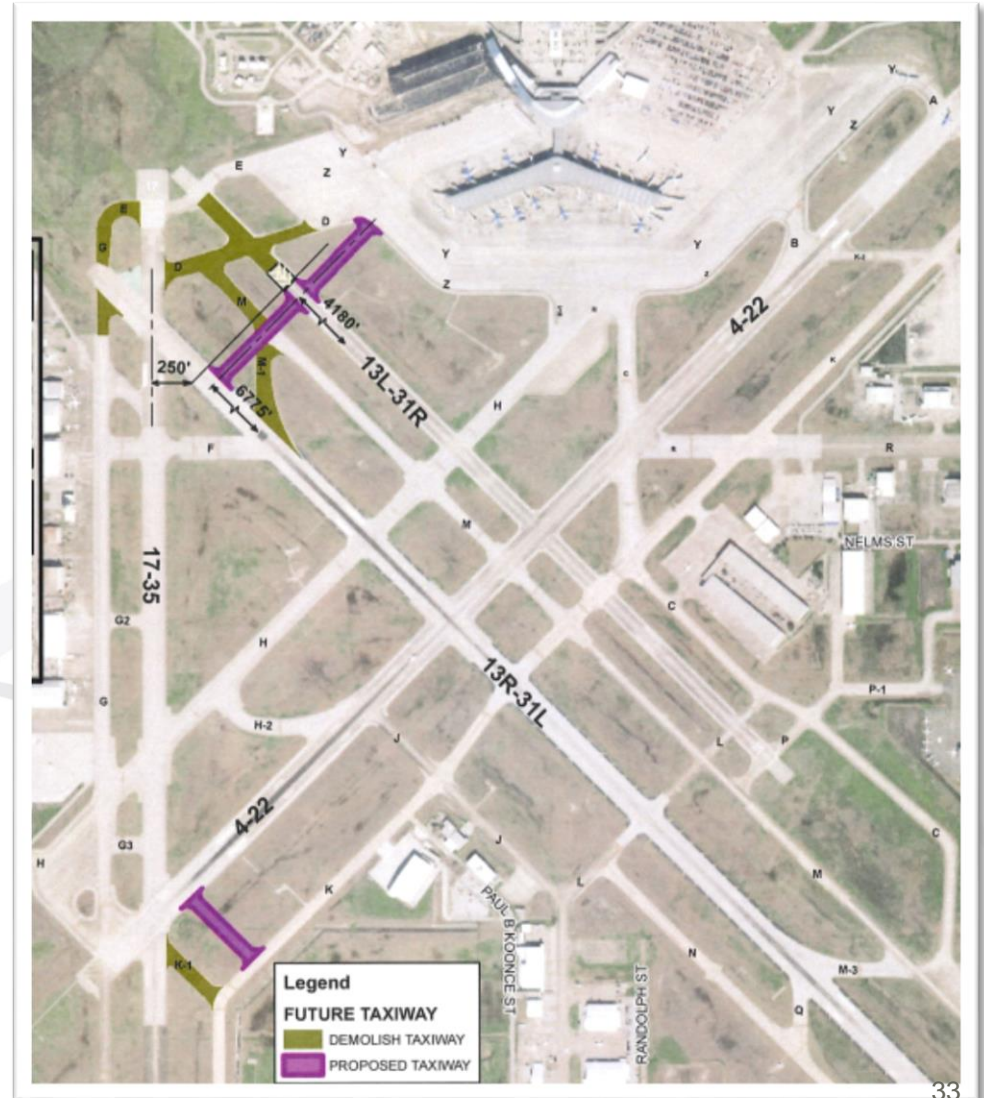 Y
A
Y
Z
E
Y
Z
E
D
B
G
Y
Y
D
Z
Z
K-I
M
4180'
4-22
K
250'
M-1
13L-31R
C
6775'
H
F
R
M
NELMS ST
17-35
C
G2
H
13R-31L
P-1
G
H-2
J
L
P
4-22
C
G3
J
H
K
L
M
PAUL B KOONCE ST
K-1
N
M-3
RANDOLPH ST
Q
Legend
FUTURE TAXIWAY
DEMOLISH TAXIWAY
PROPOSED TAXIWAY
33